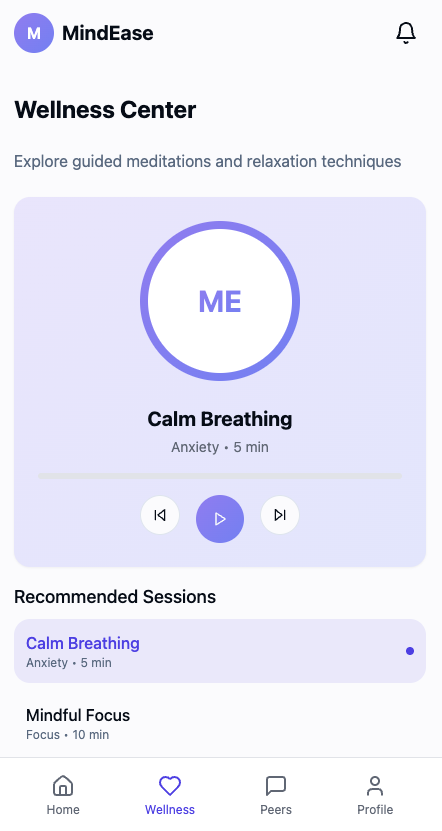 M MindEase
Wellness Center
Explore guided meditations and relaxation techniques
ME
Calm Breathing
Anxiety • 5 min
Recommended Sessions
Calm Breathing
Anxiety • 5 min
Mindful Focus
Focus • 10 min
Home Wellness Peers Profile